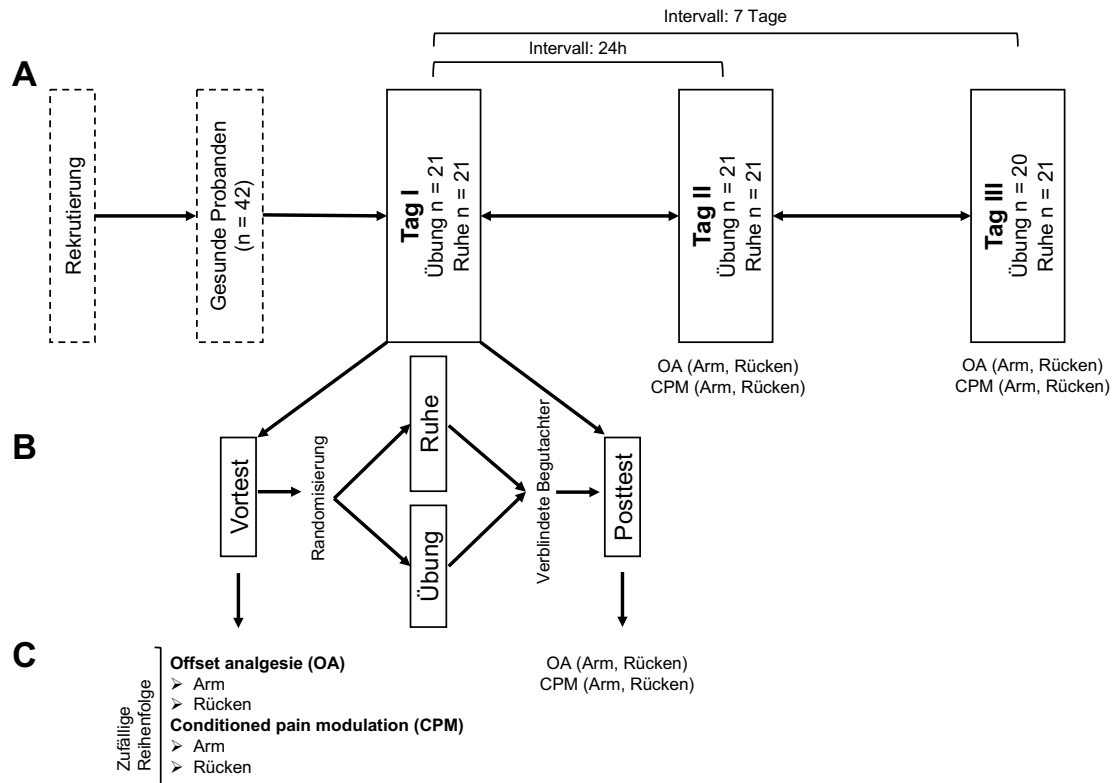 Intervall: 7 Tage
Intervall: 24h
A
Rekrutierung
Gesunde Probanden
(n = 42)
Tag I
Übung n = 21
Ruhe n = 21
Tag II
Übung n = 21
Ruhe n = 21
Tag III
Übung n = 20
Ruhe n = 21
OA (Arm, Rücken)
CPM (Arm, Rücken)
OA (Arm, Rücken)
CPM (Arm, Rücken)
B
Vortest
Randomisierung
Ruhe
Übung
Verblindete Begutachter
Posttest
C
Zufällige
Reihenfolge
Offset analgesie (OA)
➢ Arm
➢ Rücken
Conditioned pain modulation (CPM)
➢ Arm
➢ Rücken
OA (Arm, Rücken)
CPM (Arm, Rücken)